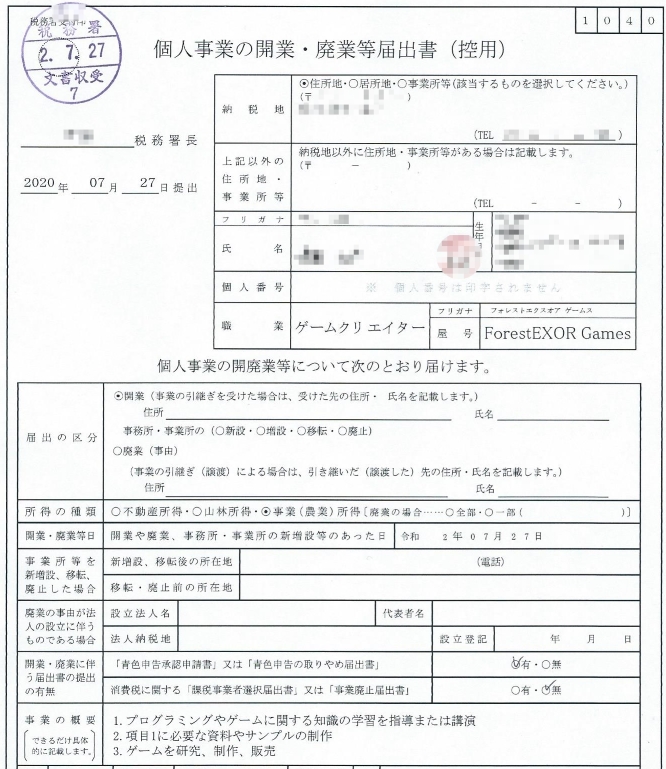 1040
税務署
2.7.27
文書収受
7
個人事業の開業・廃業等届出書（控用）
税務署長
2020年 07月 27日提出
納税地
◉住所地・○居所地・○事業所等(該当するものを選択してください。)
(〒 )
(TEL )
上記以外の住所地・事業所等
納税地以外に住所地・事業所等がある場合は記載します。
(〒 － )
(TEL － － )
フリガナ
氏名
生年
個人番号
※ 個人番号は印字されません
職業
ゲームクリエイター
フリガナ
フォレストエクスオア ゲームス
屋号
ForestEXOR Games
個人事業の開廃業等について次のとおり届けます。
届出の区分
◉開業（事業の引継ぎを受けた場合は、受けた先の住所・ 氏名を記載します。）
住所 氏名
事務所・事業所の（○新設・○増設・○移転・○廃止）
○廃業（事由）
（事業の引継ぎ（譲渡）による場合は、引き継いだ（譲渡した）先の住所・氏名を記載します。）
住所 氏名
所得の種類
○不動産所得・○山林所得・◉事業（農業）所得［廃業の場合……○全部・○一部（ ）］
開業・廃業等日
開業や廃業、事務所・事業所の新増設等のあった日
令和 2年07月27日
事業所等を新増設、移転、廃止した場合
新増設、移転後の所在地
(電話)
移転・廃止前の所在地
廃業の事由が法人の設立に伴うものである場合
設立法人名
代表者名
法人納税地
設立登記
年 月 日
開業・廃業に伴う届出書の提出の有無
「青色申告承認申請書」又は「青色申告の取りやめ届出書」
○有・○無
消費税に関する「課税事業者選択届出書」又は「事業廃止届出書」
○有・○無
事業の概要
できるだけ具体的に記載します。
1. プログラミングやゲームに関する知識の学習を指導または講演
2. 項目1に必要な資料やサンプルの制作
3. ゲームを研究、制作、販売